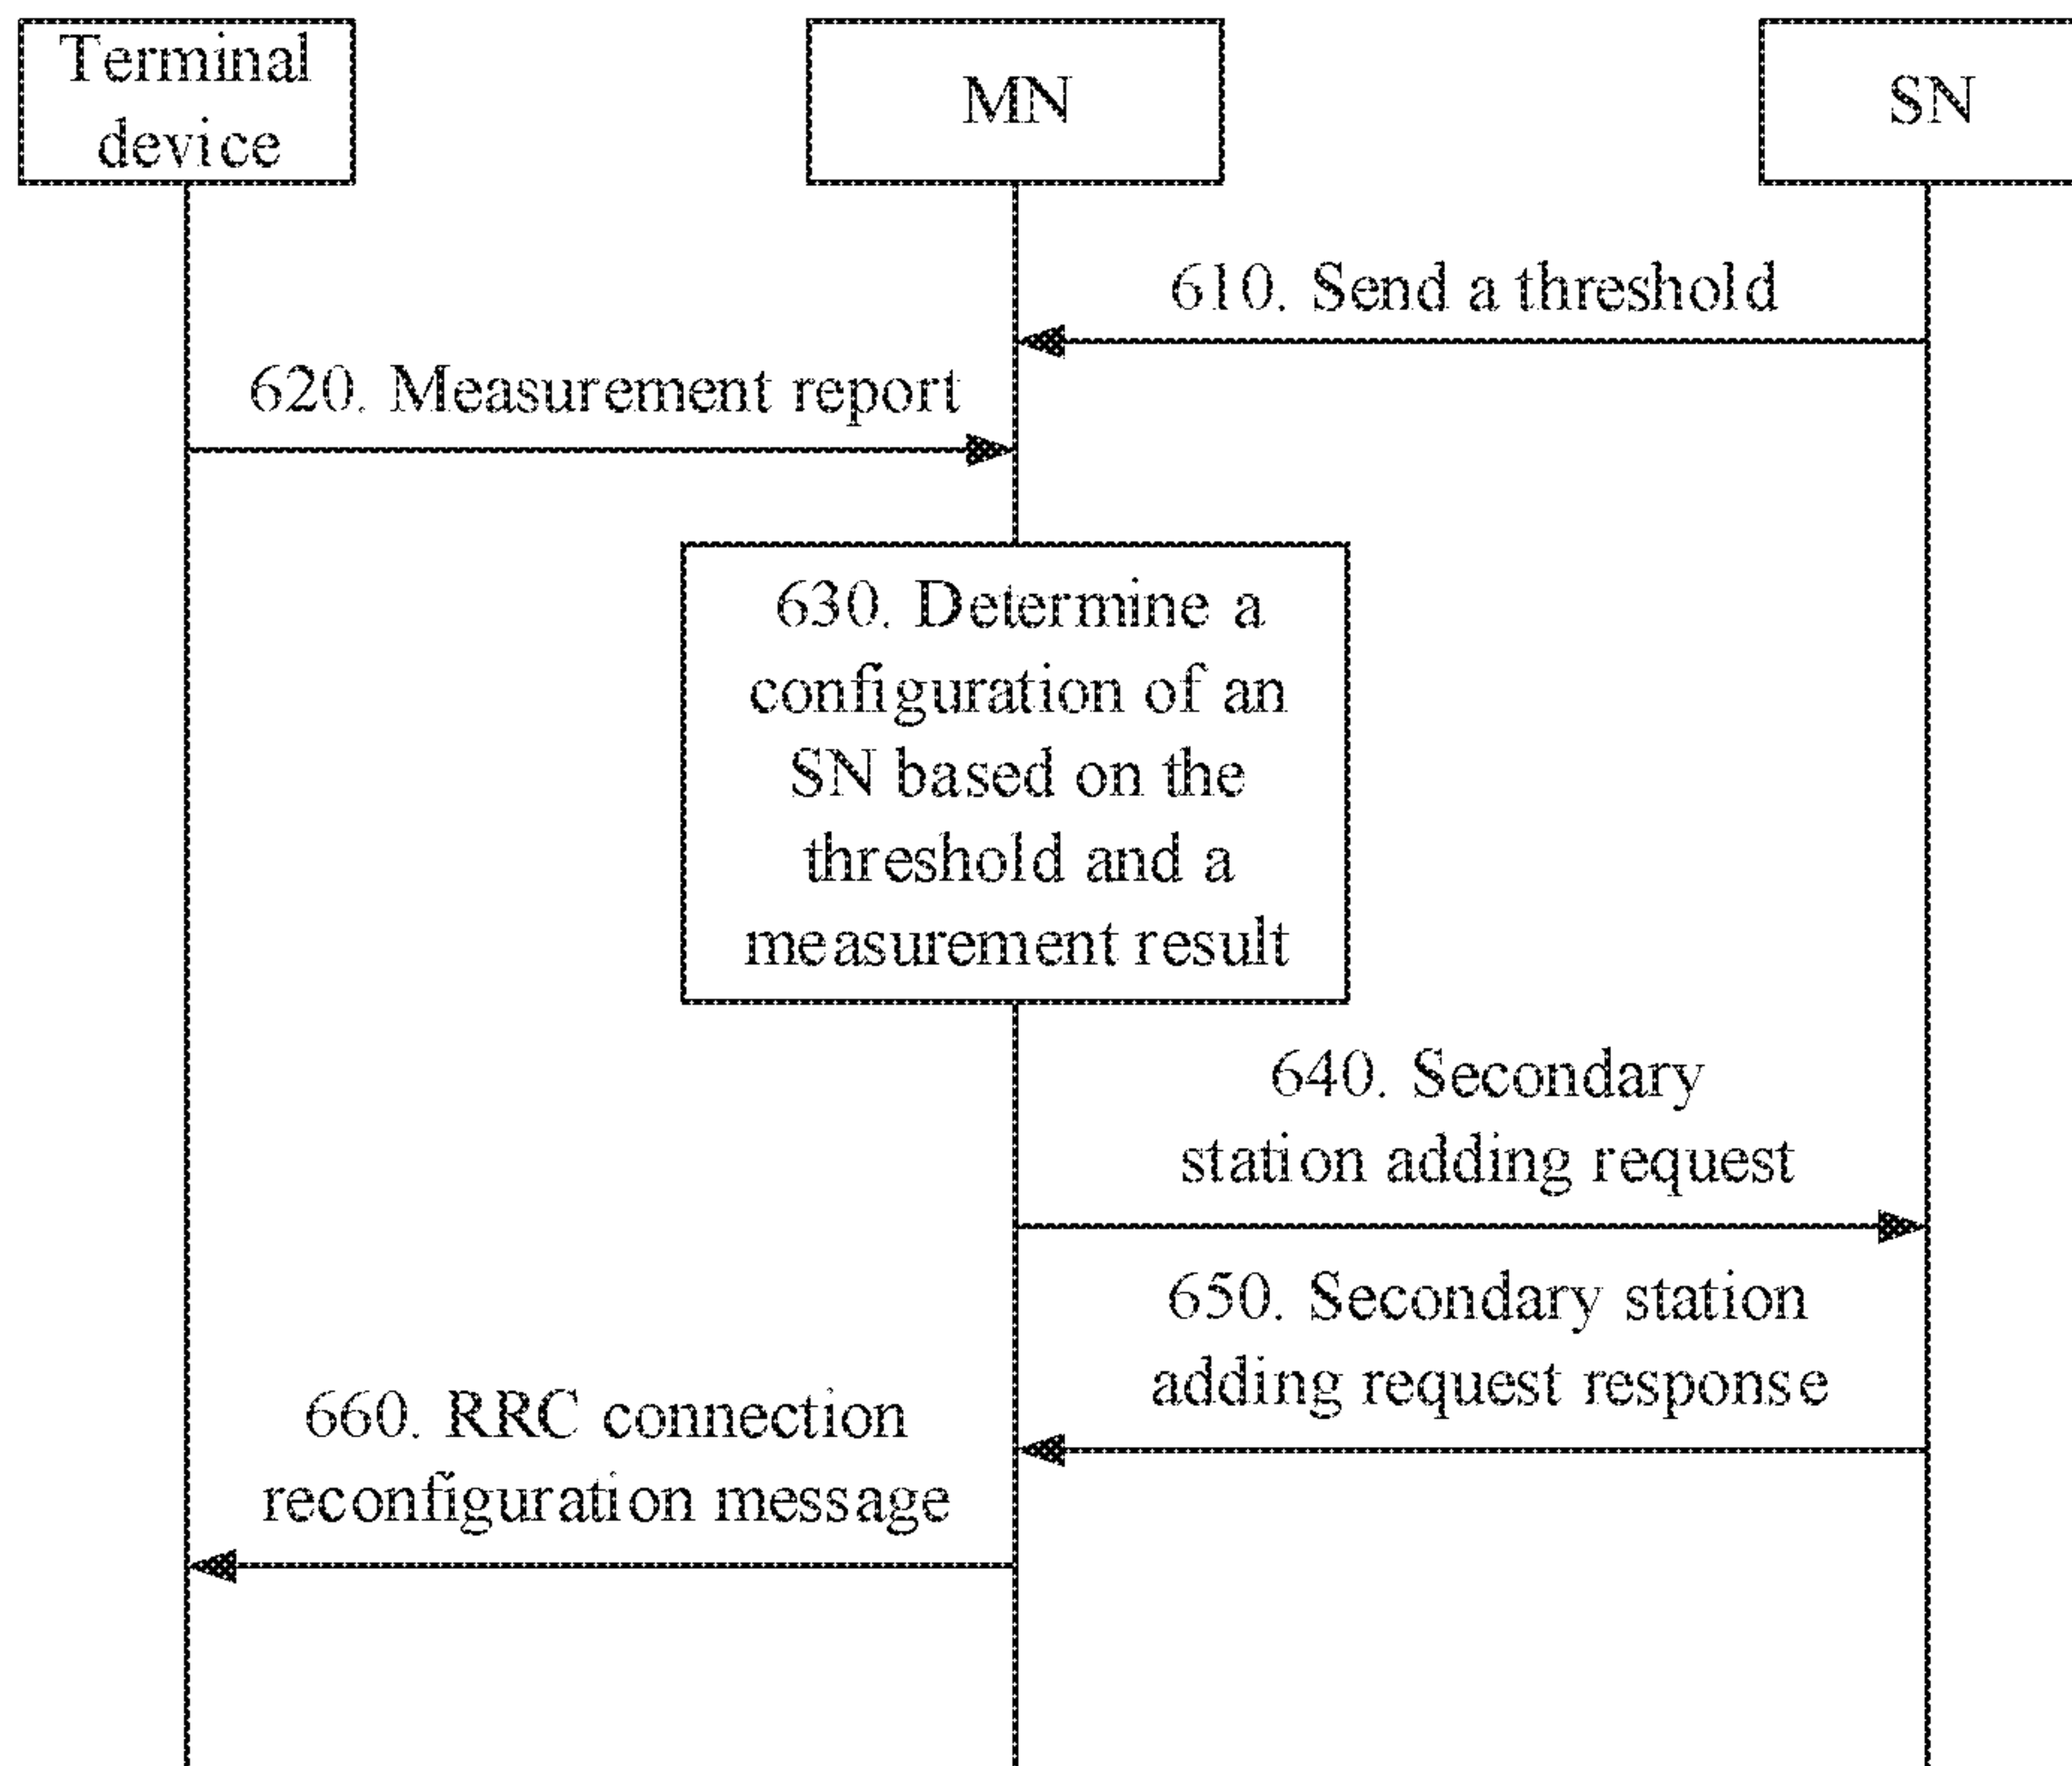 Terminal
device
MN
SN
610. Send a threshold
620. Measurement report
630. Determine a
configuration of an
SN based on the
threshold and a
measurement result
640. Secondary
station adding request
650. Secondary station
adding request response
660. RRC connection
reconfiguration message